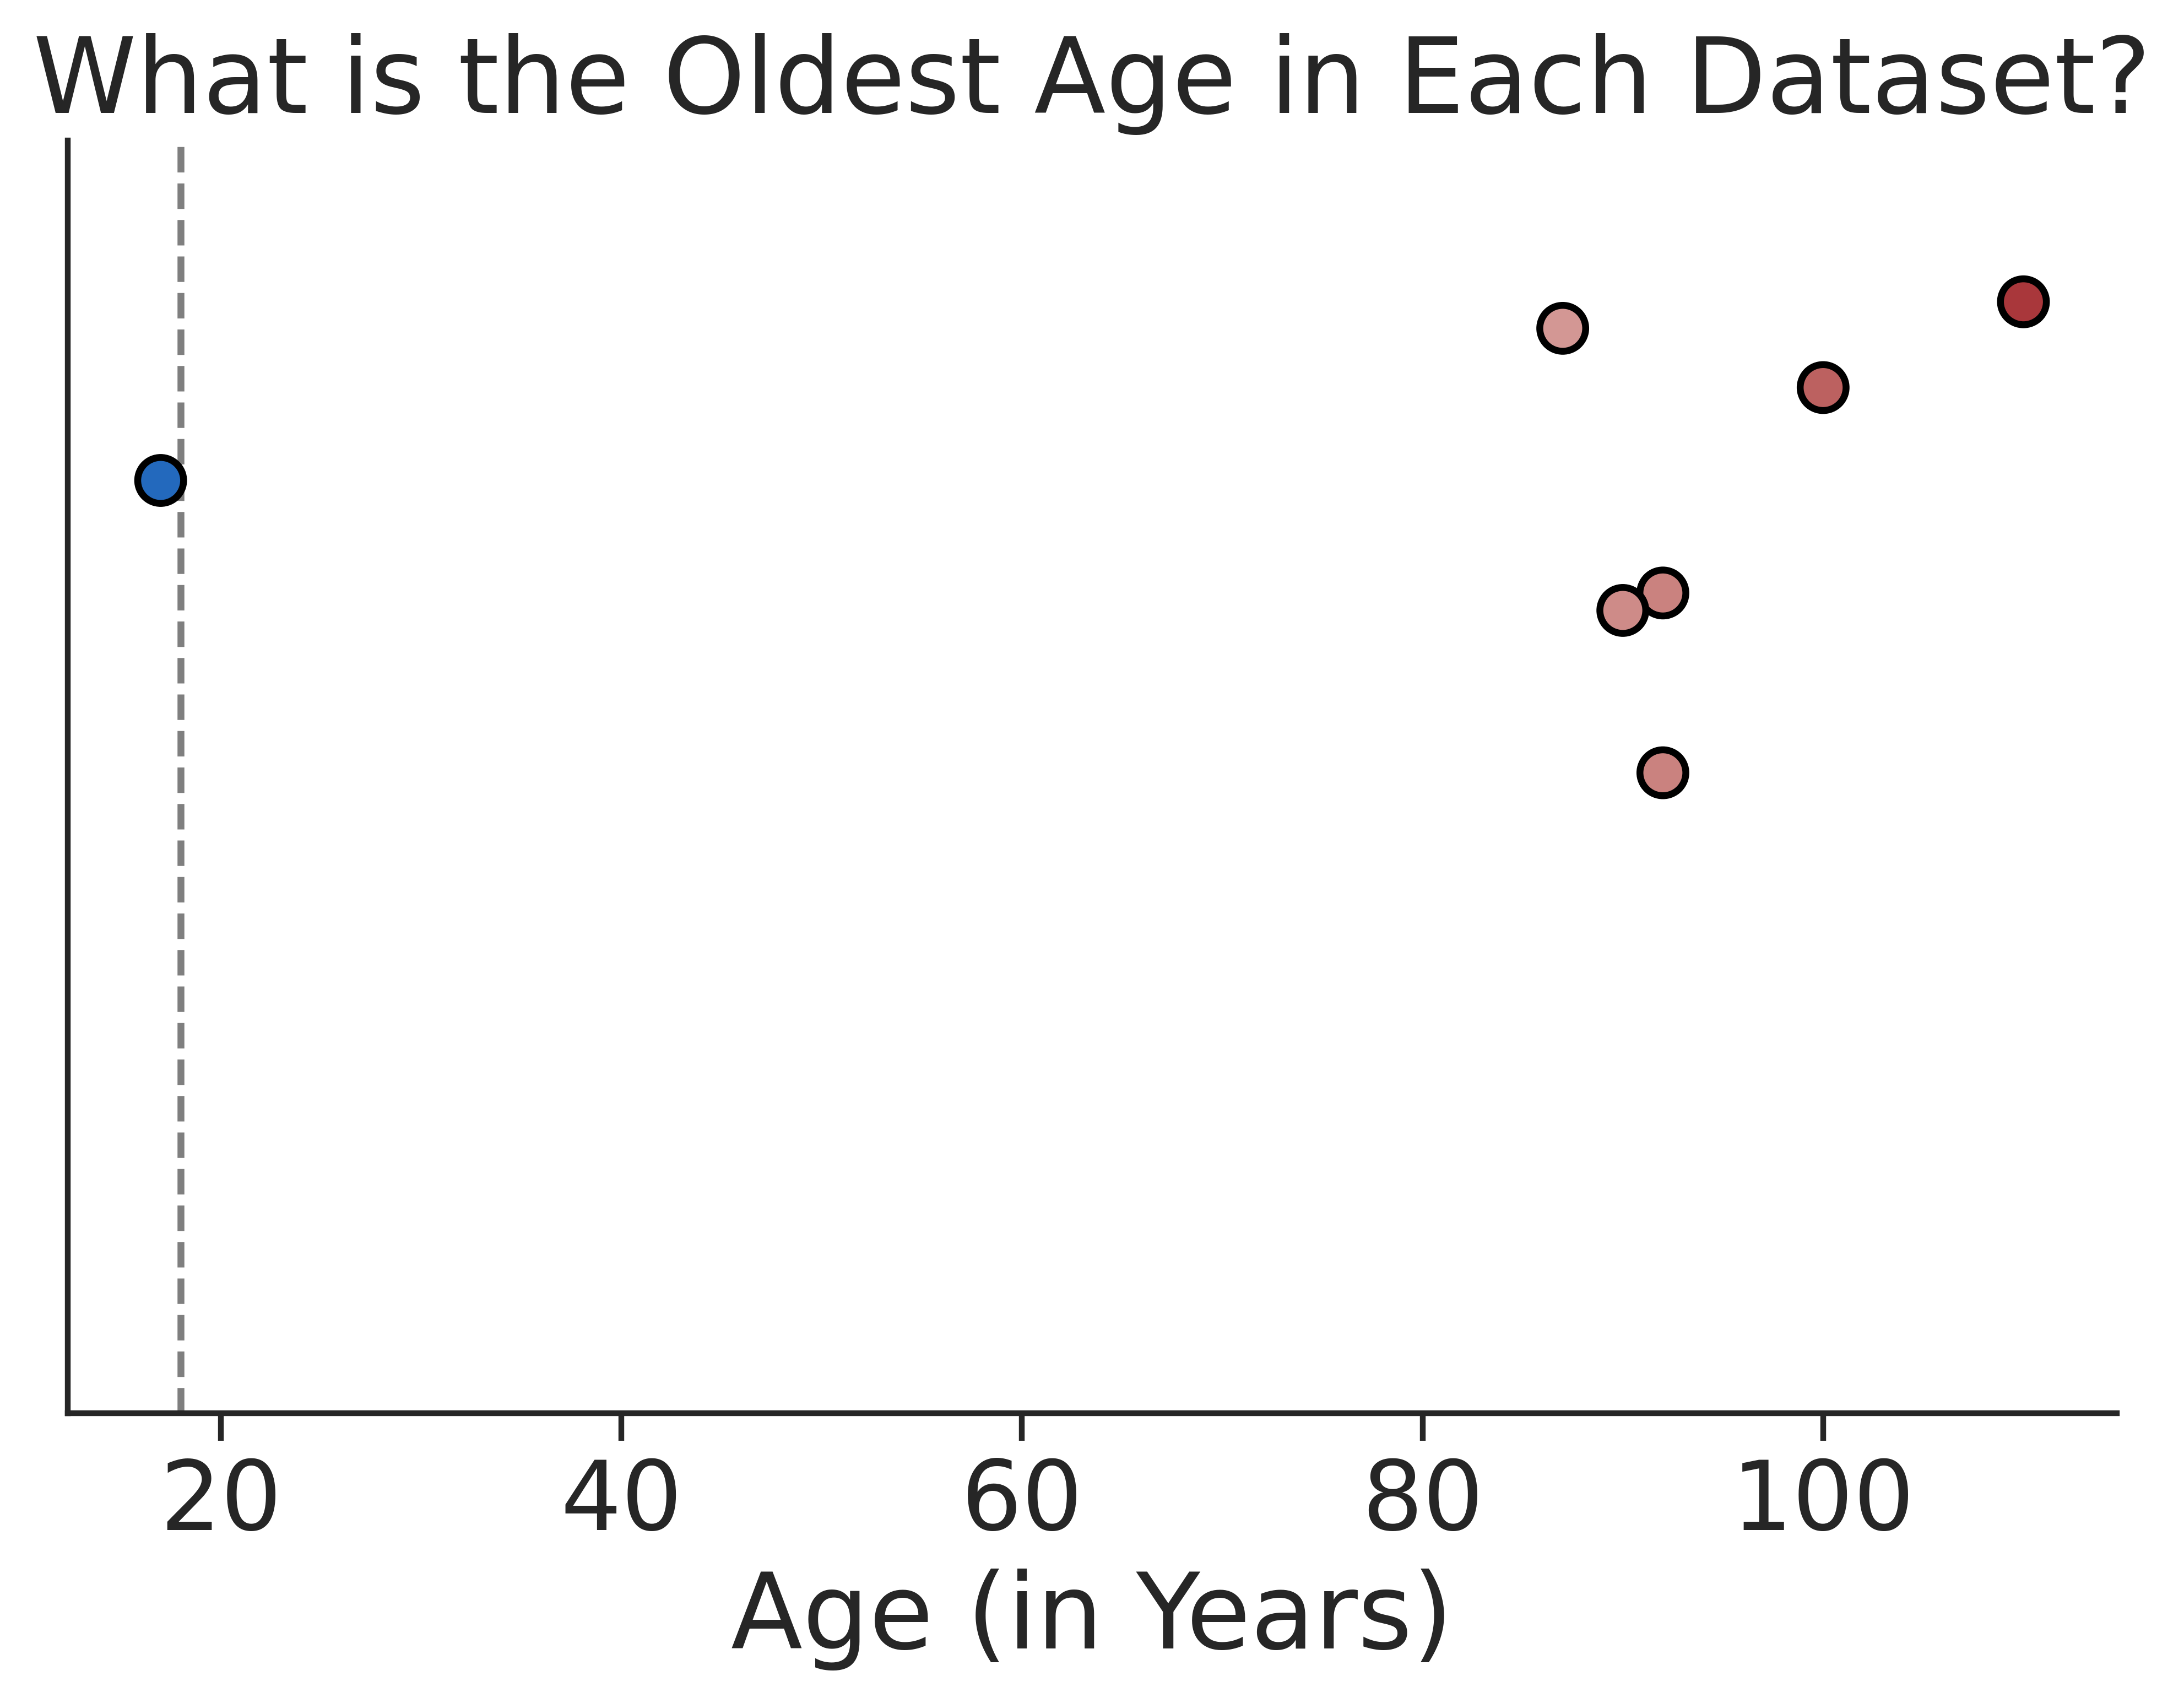 What is the Oldest Age in Each Dataset?
20 40 60 80 100
Age (in Years)